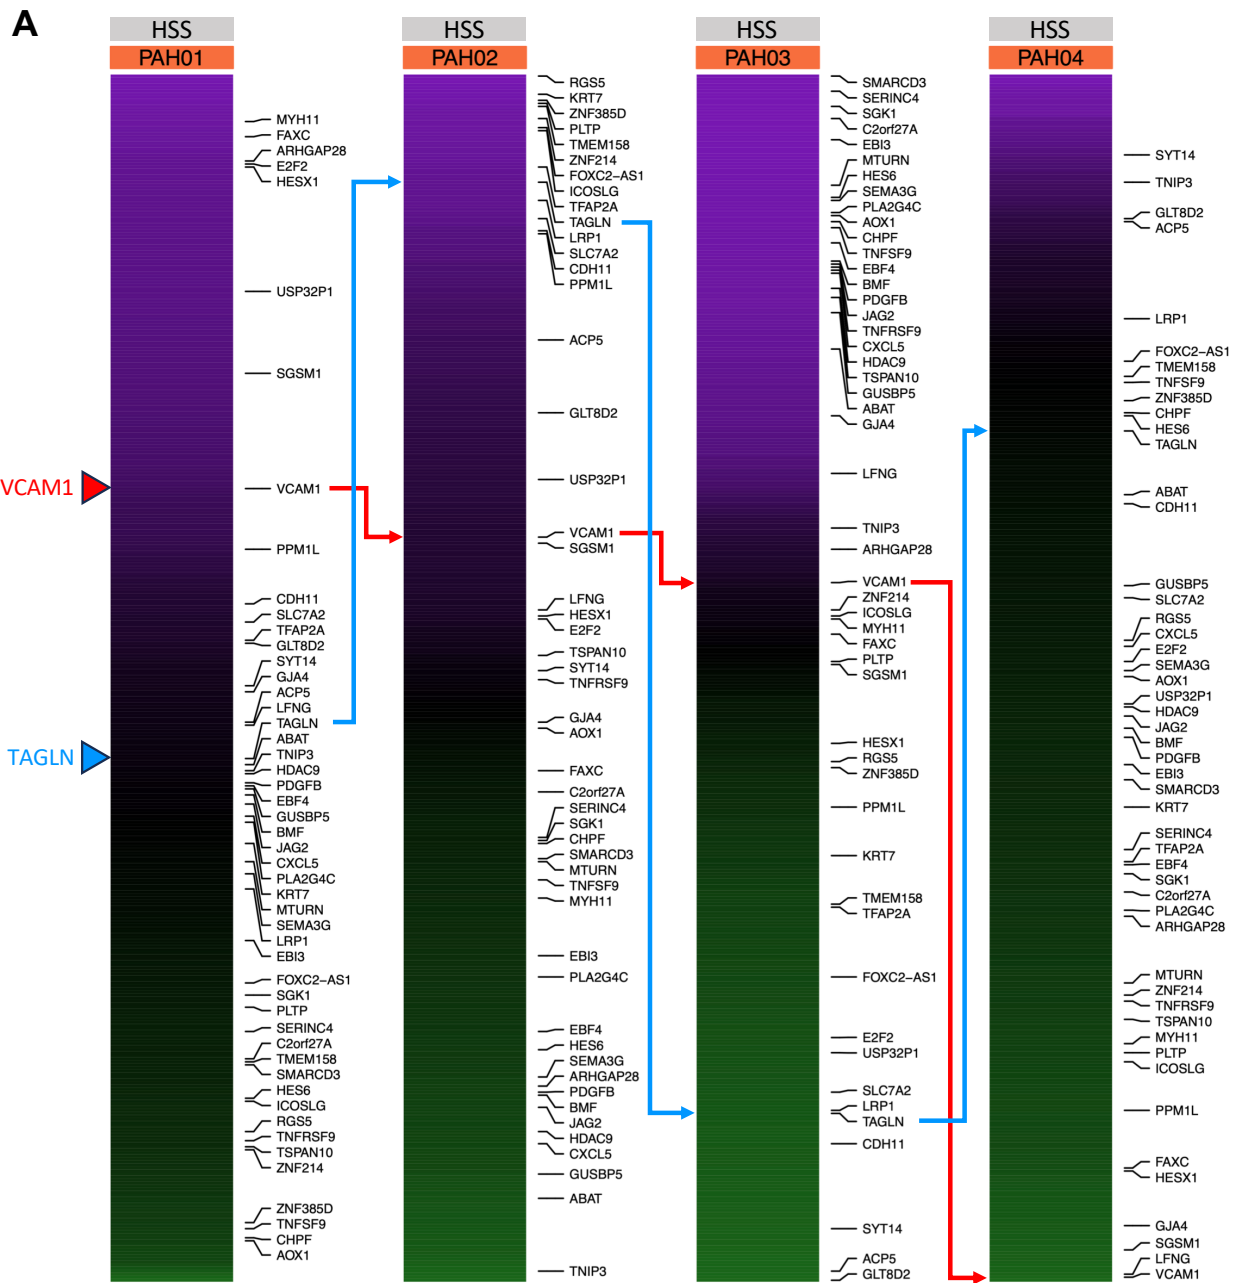 A
HSS
PAH01
MYH11
FAXC
ARHGAP28
E2F2
HESX1
USP32P1
SGSM1
VCAM1
VCAM1
PPM1L
CDH11
SLC7A2
TFAP2A
GLT8D2
SYT14
GJA4
ACP5
LFNG
TAGLN
ABAT
TAGLN
TNIP3
HDAC9
PDGFB
EBF4
GUSBP5
BMF
JAG2
CXCL5
PLA2G4C
KRT7
MTURN
SEMA3G
LRP1
EBI3
FOXC2−AS1
SGK1
PLTP
SERINC4
C2orf27A
TMEM158
SMARCD3
HES6
ICOSLG
RGS5
TNFRSF9
TSPAN10
ZNF214
ZNF385D
TNFSF9
CHPF
AOX1
HSS
PAH02
RGS5
KRT7
ZNF385D
PLTP
TMEM158
ZNF214
FOXC2−AS1
ICOSLG
TFAP2A
TAGLN
LRP1
SLC7A2
CDH11
PPM1L
ACP5
GLT8D2
USP32P1
VCAM1
SGSM1
LFNG
HESX1
E2F2
TSPAN10
SYT14
TNFRSF9
GJA4
AOX1
FAXC
C2orf27A
SERINC4
SGK1
CHPF
SMARCD3
MTURN
TNFSF9
MYH11
EBI3
PLA2G4C
EBF4
HES6
SEMA3G
ARHGAP28
PDGFB
BMF
JAG2
HDAC9
CXCL5
GUSBP5
ABAT
TNIP3
HSS
PAH03
SMARCD3
SERINC4
SGK1
C2orf27A
EBI3
MTURN
HES6
SEMA3G
PLA2G4C
AOX1
CHPF
TNFSF9
EBF4
BMF
PDGFB
JAG2
TNFRSF9
CXCL5
HDAC9
TSPAN10
GUSBP5
ABAT
GJA4
LFNG
TNIP3
ARHGAP28
VCAM1
ZNF214
ICOSLG
MYH11
FAXC
PLTP
SGSM1
HESX1
RGS5
ZNF385D
PPM1L
KRT7
TMEM158
TFAP2A
FOXC2−AS1
E2F2
USP32P1
SLC7A2
LRP1
TAGLN
CDH11
SYT14
ACP5
GLT8D2
HSS
PAH04
SYT14
TNIP3
GLT8D2
ACP5
LRP1
FOXC2−AS1
TMEM158
TNFSF9
ZNF385D
CHPF
HES6
TAGLN
ABAT
CDH11
GUSBP5
SLC7A2
RGS5
CXCL5
E2F2
SEMA3G
AOX1
USP32P1
HDAC9
JAG2
BMF
PDGFB
EBI3
SMARCD3
KRT7
SERINC4
TFAP2A
EBF4
SGK1
C2orf27A
PLA2G4C
ARHGAP28
MTURN
ZNF214
TNFRSF9
TSPAN10
MYH11
PLTP
ICOSLG
PPM1L
FAXC
HESX1
GJA4
SGSM1
LFNG
VCAM1